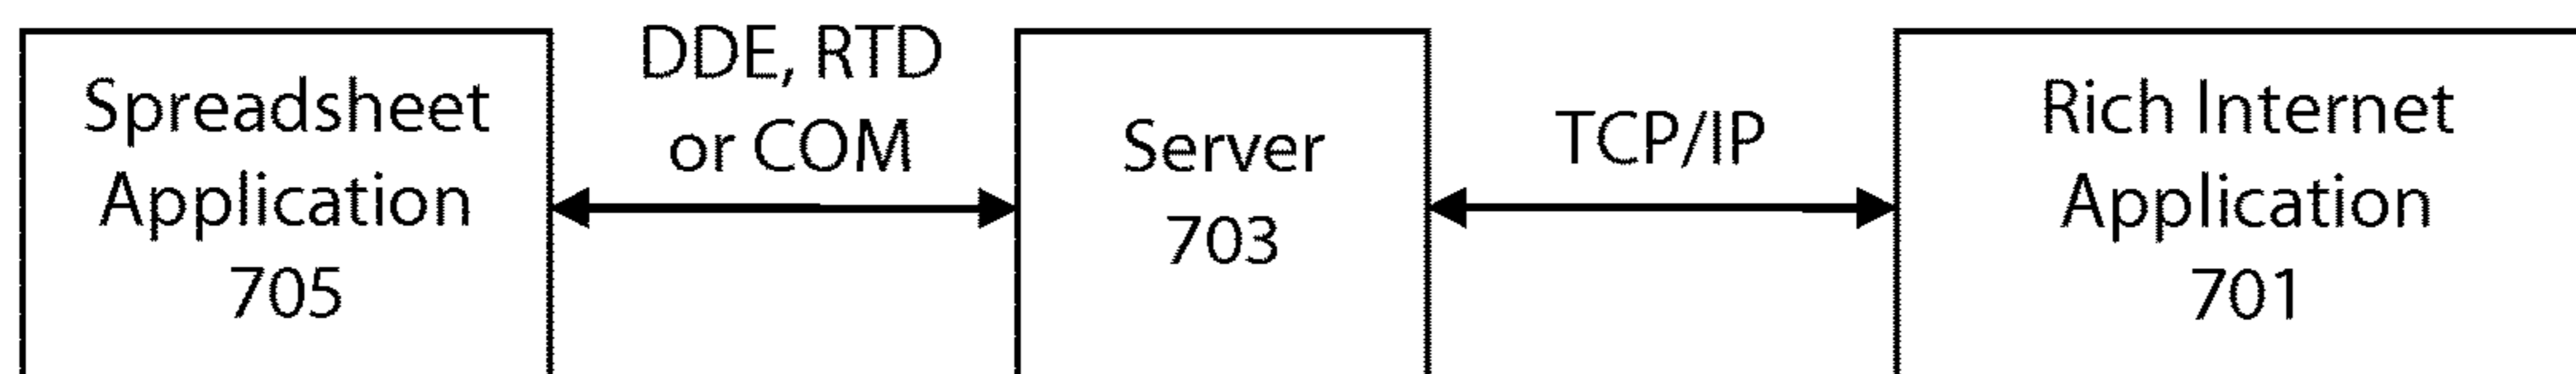 Spreadsheet
Application
705
DDE, RTD
or COM
Server
703
TCP/IP
Rich Internet
Application
701